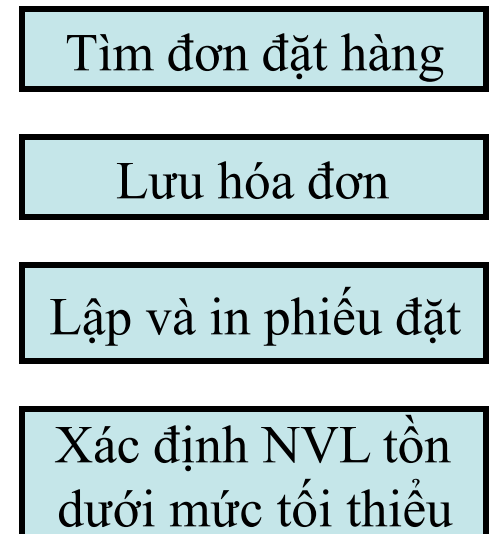 Tìm đơn đặt hàng
Lưu hóa đơn
Lập và in phiếu đặt
Xác định NVL tồn
dưới mức tối thiểu